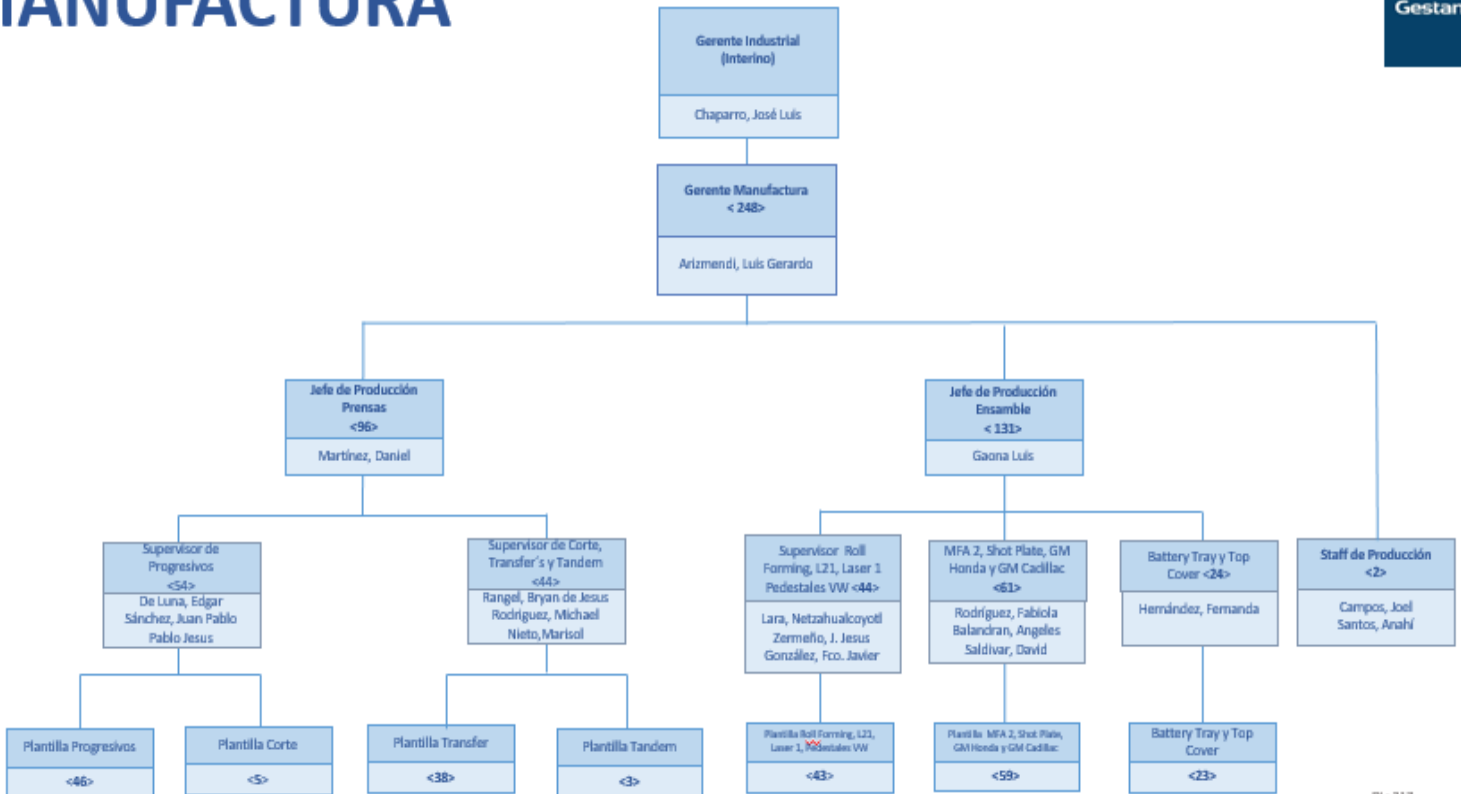 MANUFACTURA
Gestamp
Gerente Industrial
(Interino)
Chaparro, José Luis
Gerente Manufactura
< 248>
Arizmendi, Luis Gerardo
Jefe de Producción
Prensas
<96>
Martínez, Daniel
Jefe de Producción
Ensamble
< 131>
Gaona Luis
Supervisor de
Progresivos
<54>
De Luna, Edgar
Sánchez, Juan Pablo
Pablo Jesus
Supervisor de Corte,
Transfer´s y Tandem
<44>
Rangel, Bryan de Jesus
Rodriguez, Michael
Nieto,Marisol
Supervisor Roll
Forming, L21, Laser 1
Pedestales VW <44>
Lara, Netzahualcoyotl
Zermeño, J. Jesus
González, Fco. Javier
MFA 2, Shot Plate, GM
Honda y GM Cadillac
<61>
Rodríguez, Fabiola
Balandran, Angeles
Saldivar, David
Battery Tray y Top
Cover <24>
Hernández, Fernanda
Staff de Producción
<2>
Campos, Joel
Santos, Anahí
Plantilla Progresivos
<46>
Plantilla Corte
<5>
Plantilla Transfer
<38>
Plantilla Tandem
<3>
Plantilla Roll Forming, L21,
Laser 1, Pedestales VW
<43>
Plantilla MFA 2, Shot Plate,
GM Honda y GM Cadillac
<59>
Battery Tray y Top
Cover
<23>